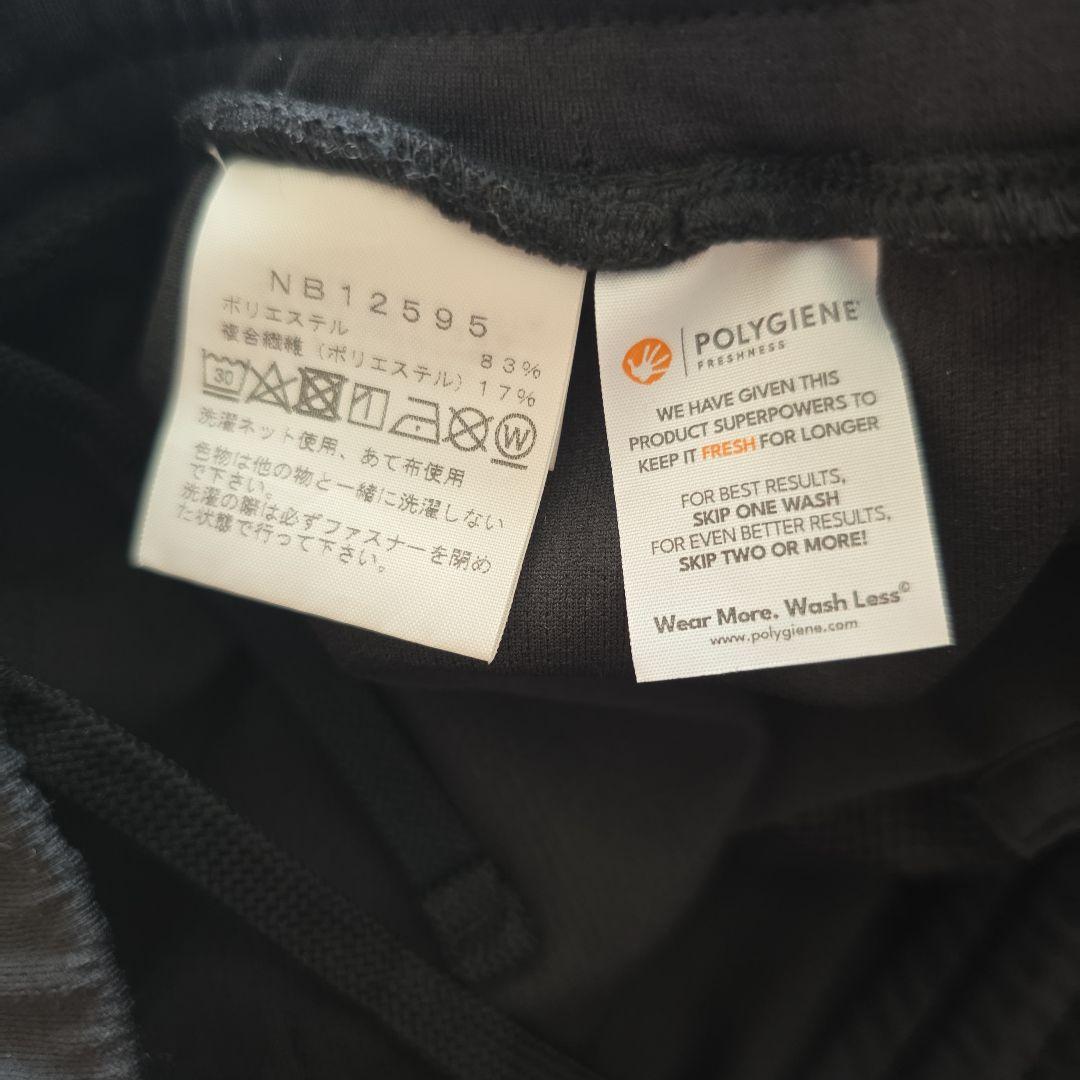 NB12595
ポリエステル 83%
複合繊維（ポリエステル）17%
30
W
洗濯ネット使用、あて布使用
色物は他の物と一緒に洗濯しない
で下さい。
洗濯の際は必ずファスナーを閉め
た状態で行って下さい。
POLYGIENE®
FRESHNESS
WE HAVE GIVEN THIS
PRODUCT SUPERPOWERS TO
KEEP IT FRESH FOR LONGER
FOR BEST RESULTS,
SKIP ONE WASH
FOR EVEN BETTER RESULTS,
SKIP TWO OR MORE!
Wear More. Wash Less©
www.polygiene.com